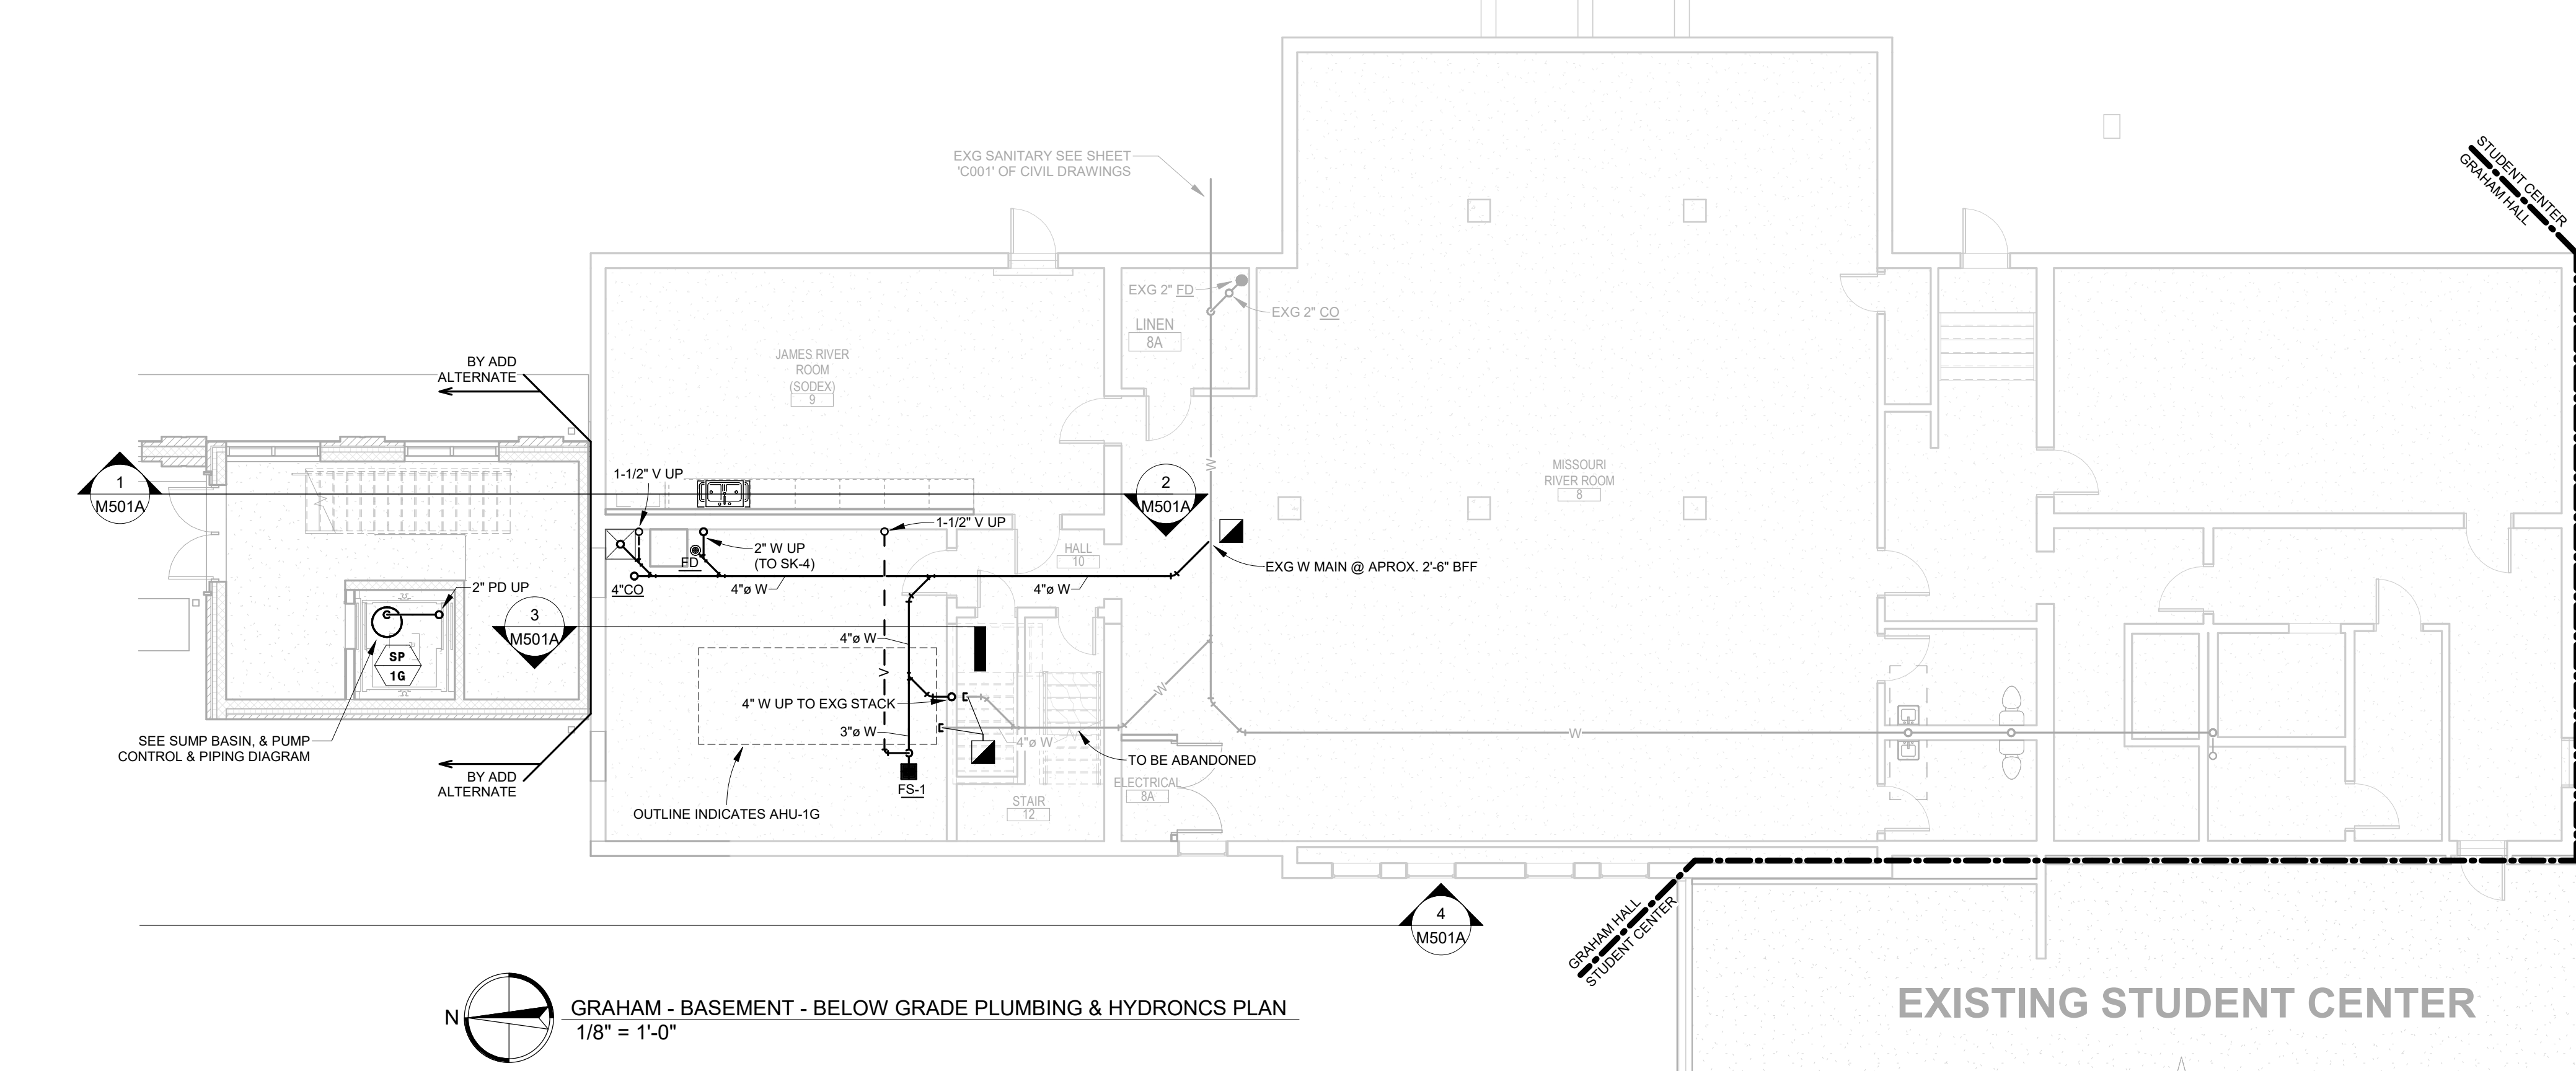 EXG SANITARY SEE SHEET
'C001' OF CIVIL DRAWINGS
STUDENT CENTER
GRAHAM HALL
EXG 2" FD
EXG 2" CO
LINEN
8A
JAMES RIVER
ROOM
(SODEX)
9
BY ADD
ALTERNATE
W
MISSOURI
RIVER ROOM
8
1
M501A
1-1/2" V UP
2
M501A
1-1/2" V UP
2" W UP
(TO SK-4)
FD
HALL
10
EXG W MAIN @ APROX. 2'-6" BFF
4"CO
4"ø W
4"ø W
2" PD UP
3
M501A
4"ø W
SP
1G
V
W
4" W UP TO EXG STACK
3"ø W
4"ø W
W
SEE SUMP BASIN, & PUMP
CONTROL & PIPING DIAGRAM
TO BE ABANDONED
BY ADD
ALTERNATE
FS-1
ELECTRICAL
8A
STAIR
12
OUTLINE INDICATES AHU-1G
4
M501A
GRAHAM HALL
STUDENT CENTER
N
GRAHAM - BASEMENT - BELOW GRADE PLUMBING & HYDRONCS PLAN
1/8" = 1'-0"
EXISTING STUDENT CENTER